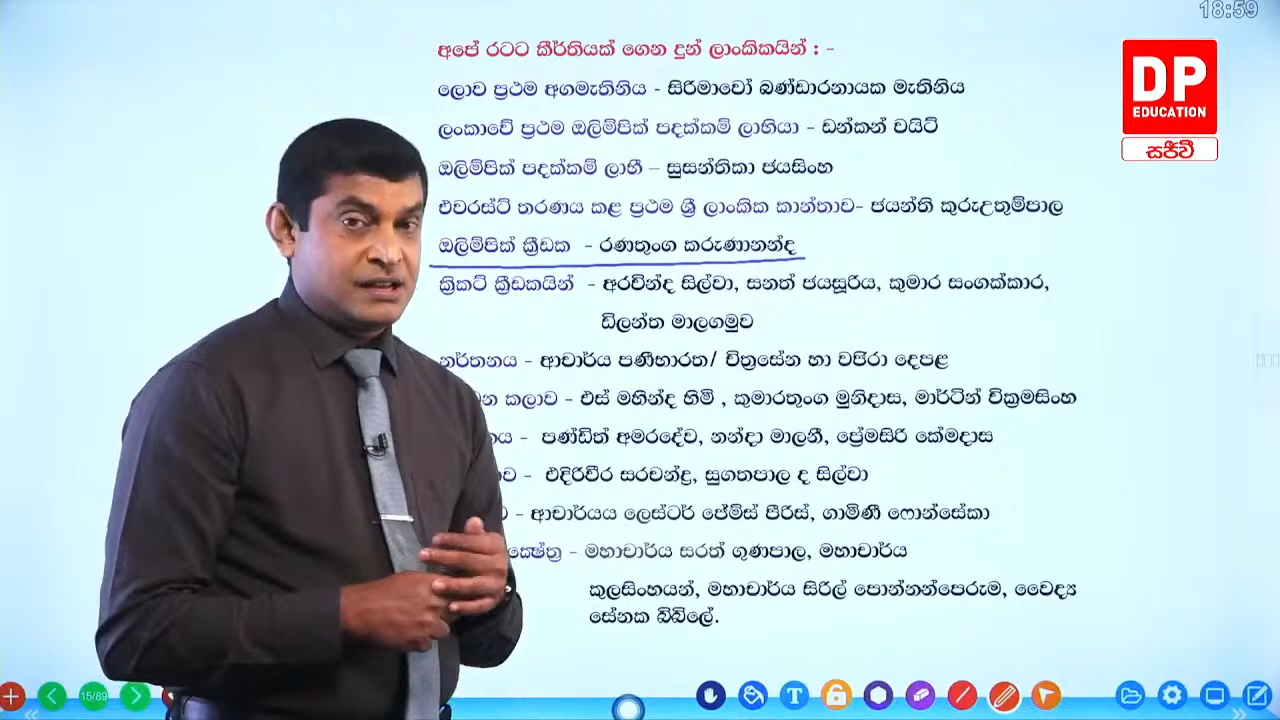 18:59
අපේ රටට කීර්තියක් ගෙන දුන් ලාංකිකයින් : -
DP
EDUCATION
සජීවී
ලොව ප්‍රථම අගමැතිනිය - සිරිමාවෝ බණ්ඩාරනායක මැතිනිය
ලංකාවේ ප්‍රථම ඔලිම්පික් පදක්කම් ලාභියා - ඩන්කන් වයිට්
ඔලිම්පික් පදක්කම් ලාභී – සුසන්තිකා ජයසිංහ
එවරස්ට් තරණය කළ ප්‍රථම ශ්‍රී ලාංකික කාන්තාව- ජයන්ති කුරුඋතුම්පාල
ඔලිම්පික් ක්‍රීඩක - රණතුංග කරුණානන්ද
ක්‍රිකට් ක්‍රීඩකයින් - අරවින්ද සිල්වා, සනත් ජයසූරිය, කුමාර සංගක්කාර,
ඩිලන්ත මාලගමුව
නර්තනය - ආචාර්ය පණිභාරත/ චිත්‍රසේන හා වජිරා දෙපළ
කලාව - එස් මහින්ද හිමි , කුමාරතුංග මුනිදාස, මාර්ටින් වික්‍රමසිංහ
- පණ්ඩිත් අමරදේව, නන්දා මාලනී, ප්‍රේමසිරි කේමදාස
- එදිරිවීර සරචන්ද්‍ර, සුගතපාල ද සිල්වා
- ආචාර්යය ලෙස්ටර් ජේම්ස් පීරිස්, ගාමිණී ෆොන්සේකා
- මහාචාර්ය සරත් ගුණපාල, මහාචාර්ය
කුලසිංහයන්, මහාචාර්ය සිරිල් පොන්නන්පෙරුම, වෛද්‍ය
සේනක බිබිලේ.
15/89